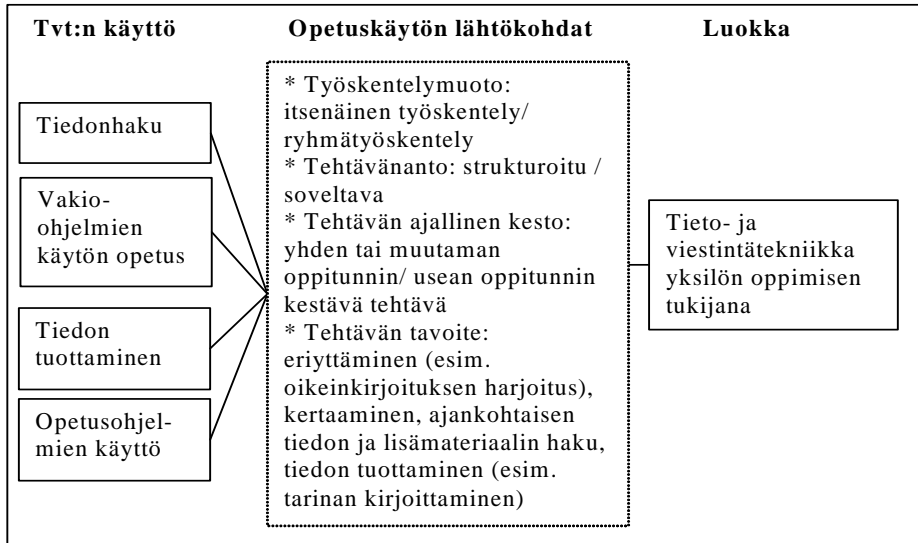 Tvt:n käyttö
Opetuskäytön lähtökohdat
Luokka
Tiedonhaku
Vakio-
ohjelmien
käytön opetus
Tiedon
tuottaminen
Opetusohjel-
mien käyttö
* Työskentelymuoto:
itsenäinen työskentely/
ryhmätyöskentely
* Tehtävänanto: strukturoitu /
soveltava
* Tehtävän ajallinen kesto:
yhden tai muutaman
oppitunnin/ usean oppitunnin
kestävä tehtävä
* Tehtävän tavoite:
eriyttäminen (esim.
oikeinkirjoituksen harjoitus),
kertaaminen, ajankohtaisen
tiedon ja lisämateriaalin haku,
tiedon tuottaminen (esim.
tarinan kirjoittaminen)
Tieto- ja
viestintätekniikka
yksilön oppimisen
tukijana